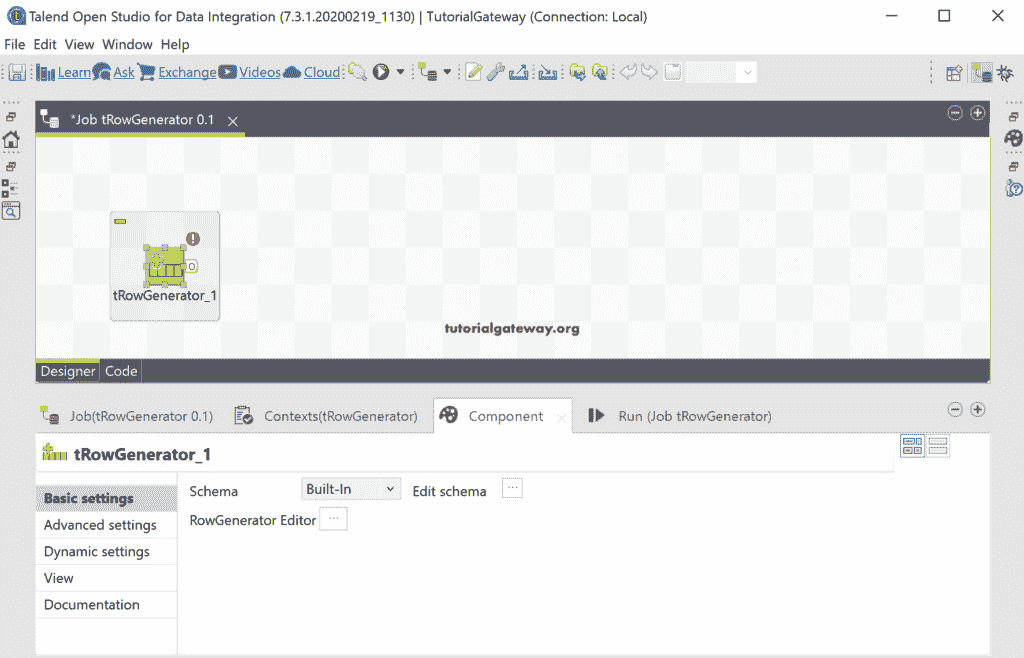 Talend Open Studio for Data Integration (7.3.1.20200219_1130) | TutorialGateway (Connection: Local)
File Edit View Window Help
Learn Ask Exchange Videos Cloud
*Job tRowGenerator 0.1
tRowGenerator_1
tutorialgateway.org
Designer Code
Job(tRowGenerator 0.1) Contexts(tRowGenerator) Component Run (Job tRowGenerator)
tRowGenerator_1
Basic settings
Advanced settings
Dynamic settings
View
Documentation
Schema Built-In Edit schema ...
RowGenerator Editor ...